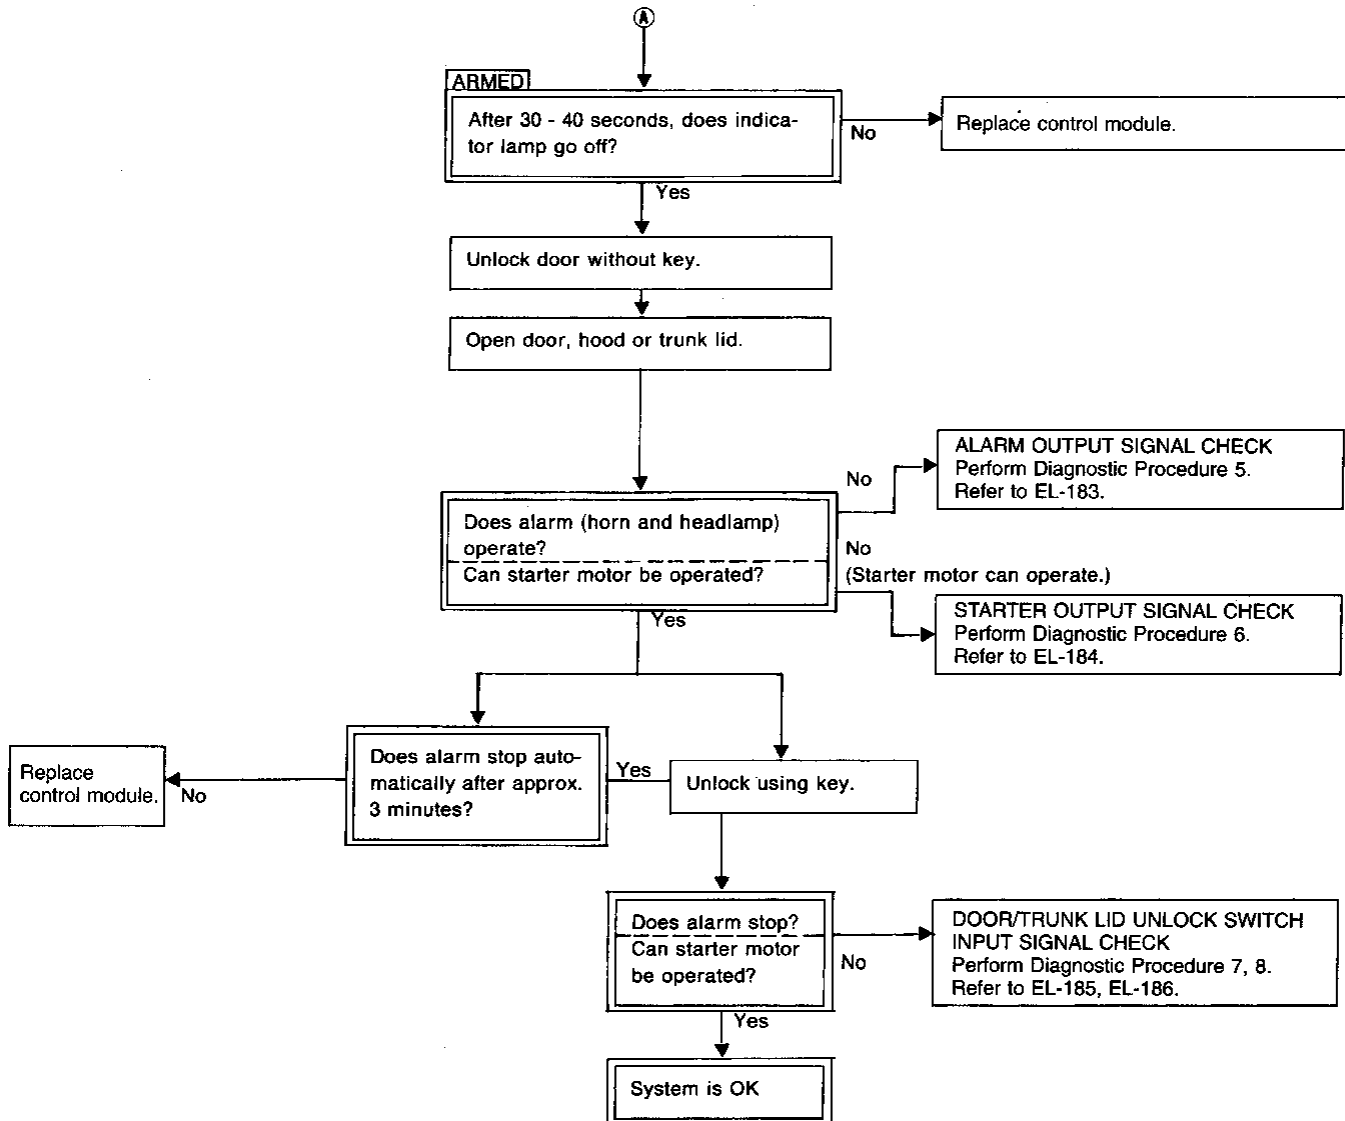 A
ARMED
After 30 - 40 seconds, does indica-
tor lamp go off?
No
Replace control module.
Yes
Unlock door without key.
Open door, hood or trunk lid.
No
ALARM OUTPUT SIGNAL CHECK
Perform Diagnostic Procedure 5.
Refer to EL-183.
Does alarm (horn and headlamp)
operate?
Can starter motor be operated?
No
(Starter motor can operate.)
STARTER OUTPUT SIGNAL CHECK
Perform Diagnostic Procedure 6.
Refer to EL-184.
Yes
Replace
control module.
No
Does alarm stop auto-
matically after approx.
3 minutes?
Yes
Unlock using key.
Does alarm stop?
Can starter motor
be operated?
No
DOOR/TRUNK LID UNLOCK SWITCH
INPUT SIGNAL CHECK
Perform Diagnostic Procedure 7, 8.
Refer to EL-185, EL-186.
Yes
System is OK